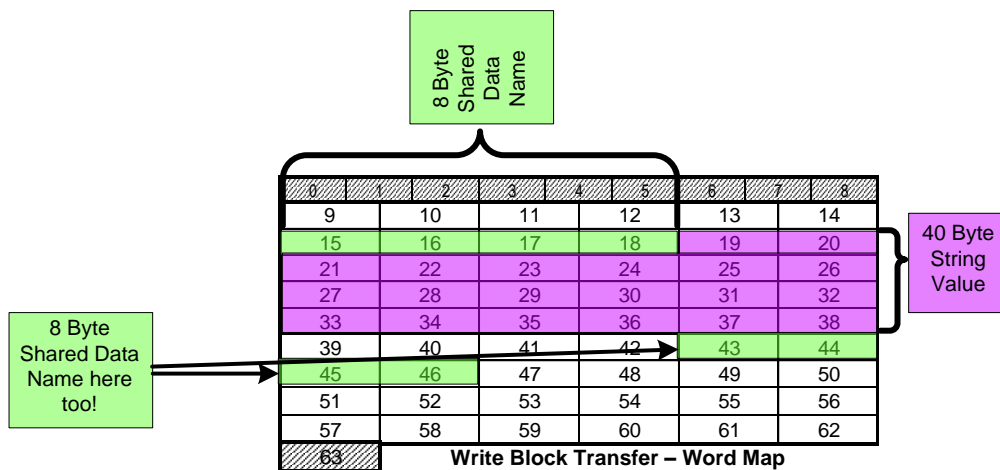 8 Byte
Shared
Data
Name
0 1 2 3 4 5 6 7 8
9 10 11 12 13 14
15 16 17 18 19 20
21 22 23 24 25 26
27 28 29 30 31 32
33 34 35 36 37 38
39 40 41 42 43 44
45 46 47 48 49 50
51 52 53 54 55 56
57 58 59 60 61 62
63 Write Block Transfer – Word Map
40 Byte
String
Value
8 Byte
Shared Data
Name here
too!